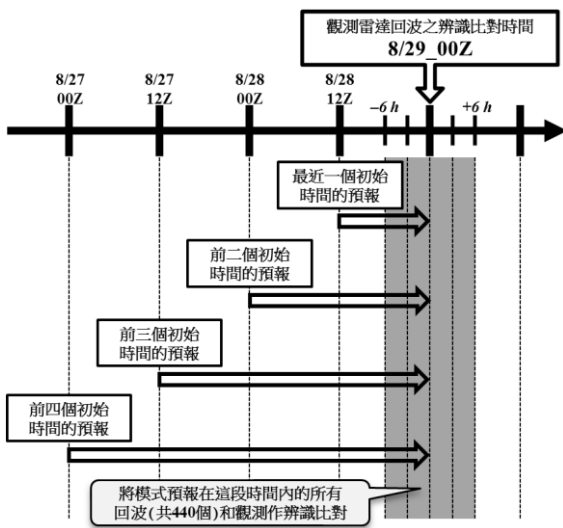 觀測雷達回波之辨識比對時間
8/29_00Z
8/27
00Z
8/27
12Z
8/28
00Z
8/28
12Z
−6 h
+6 h
最近一個初始
時間的預報
前二個初始
時間的預報
前三個初始
時間的預報
前四個初始
時間的預報
將模式預報在這段時間內的所有
回波(共440個)和觀測作辨識比對